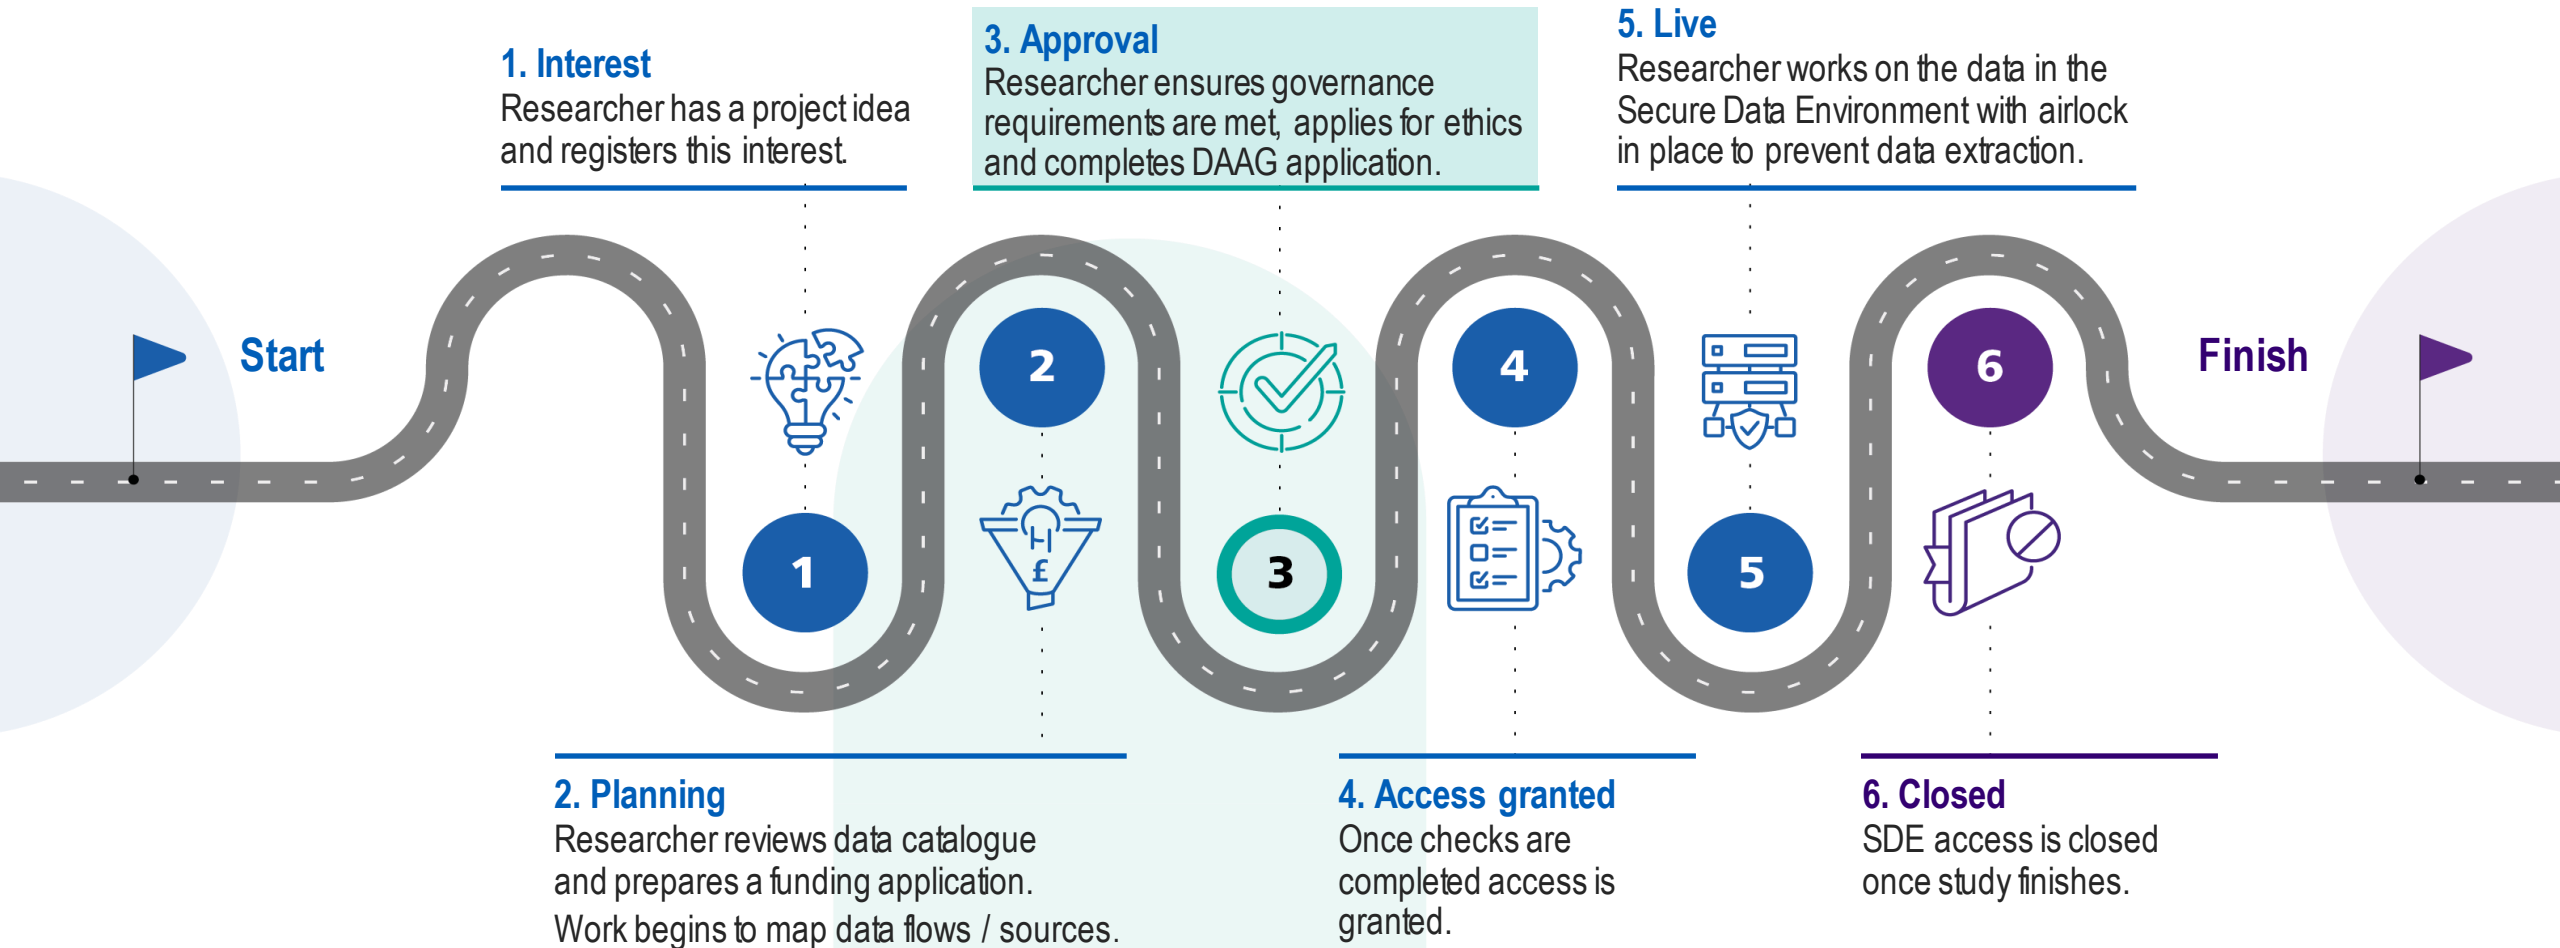 1. Interest
Researcher has a project idea
and registers this interest.
3. Approval
Researcher ensures governance
requirements are met, applies for ethics
and completes DAAG application.
5. Live
Researcher works on the data in the
Secure Data Environment with airlock
in place to prevent data extraction.
Start
2
4
6
Finish
1
£
3
5
2. Planning
Researcher reviews data catalogue
and prepares a funding application.
Work begins to map data flows / sources.
4. Access granted
Once checks are
completed access is
granted.
6. Closed
SDE access is closed
once study finishes.